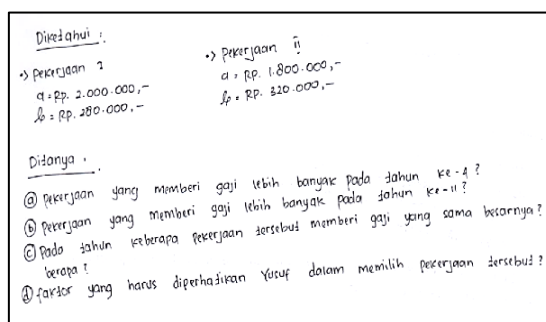 Diketahui :
•> Pekerjaan I
a = Rp. 2.000.000,-
b = Rp. 280.000,-
•> Pekerjaan II
a = Rp. 1.800.000,-
b = Rp. 320.000,-
Ditanya :
(a) Pekerjaan yang memberi gaji lebih banyak pada tahun ke-4 ?
(b) Pekerjaan yang memberi gaji lebih banyak pada tahun ke-11 ?
(c) Pada tahun keberapa pekerjaan tersebut memberi gaji yang sama besarnya ?
berapa ?
(d) faktor yang harus diperhatikan Yusuf dalam memilih pekerjaan tersebut ?